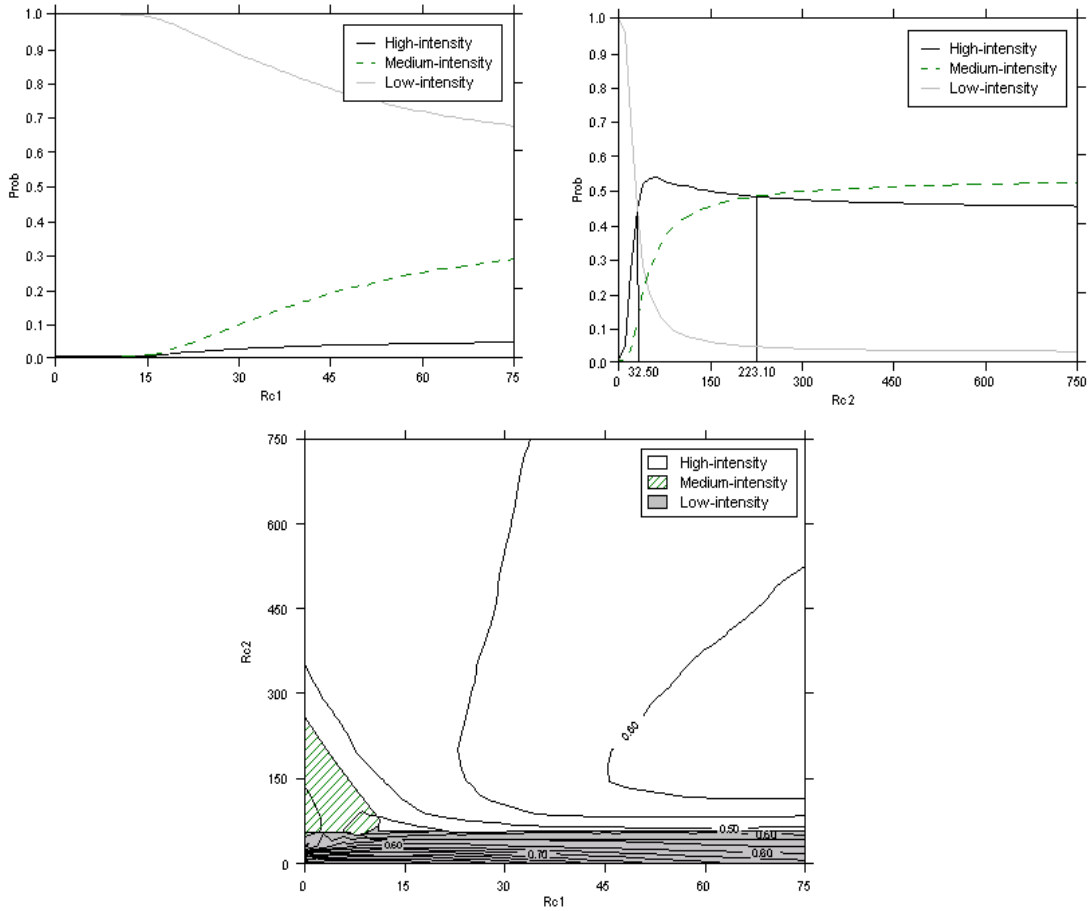 1.0
0.9
0.8
0.7
0.6
0.5
0.4
0.3
0.2
0.1
0.0
Prob
High-intensity
Medium-intensity
Low-intensity
0 15 30 45 60 75
Rc1
1.0
0.9
0.8
0.7
0.6
0.5
0.4
0.3
0.2
0.1
0.0
Prob
High-intensity
Medium-intensity
Low-intensity
0 32.50 150 223.10 300 450 600 750
Rc2
750
600
450
300
150
0
Rc2
High-intensity
Medium-intensity
Low-intensity
0.60
0.50
0.60
0.60
0.70
0.60
0 15 30 45 60 75
Rc1